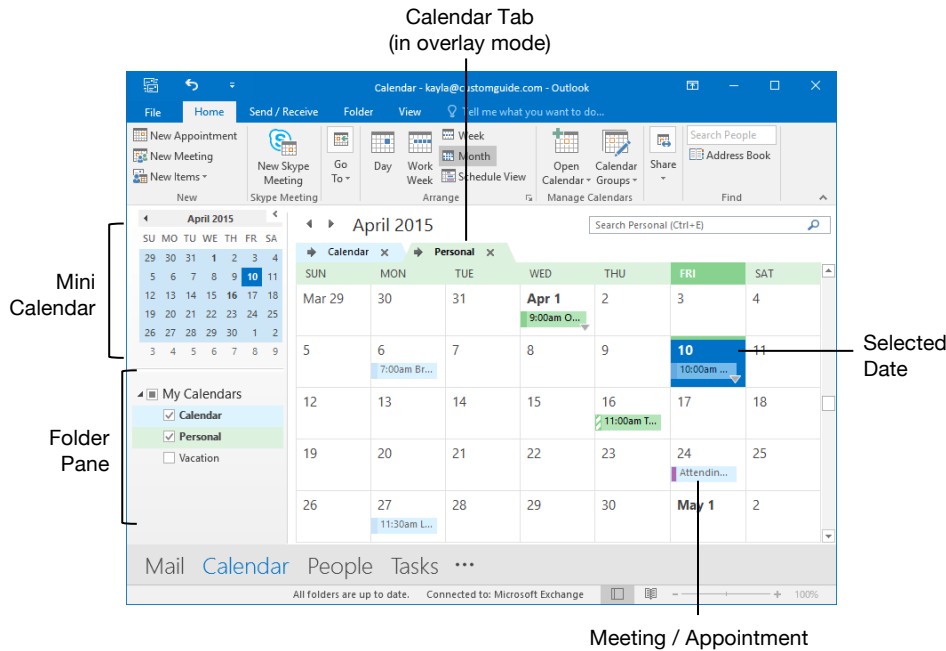 Calendar Tab
(in overlay mode)
Calendar - kayla@customguide.com - Outlook
File Home Send / Receive Folder View Tell me what you want to do...
New Appointment
New Meeting
New Items
New
New Skype
Meeting
Skype Meeting
Go
To
Day
Work
Week
Week
Month
Schedule View
Arrange
Open
Calendar
Calendar
Groups
Manage Calendars
Share
Search People
Address Book
Find
April 2015
SU MO TU WE TH FR SA
29 30 31 1 2 3 4
5 6 7 8 9 10 11
12 13 14 15 16 17 18
19 20 21 22 23 24 25
26 27 28 29 30 1 2
3 4 5 6 7 8 9
Mini
Calendar
My Calendars
Calendar
Personal
Vacation
Folder
Pane
April 2015
Search Personal (Ctrl+E)
Calendar Personal
SUN MON TUE WED THU FRI SAT
Mar 29 30 31 Apr 1 2 3 4
9:00am O...
5 6 7 8 9 10 11
7:00am Br... 10:00am ...
Selected
Date
12 13 14 15 16 17 18
11:00am T...
19 20 21 22 23 24 25
Attendin...
26 27 28 29 30 May 1 2
11:30am L...
Mail Calendar People Tasks ...
All folders are up to date. Connected to: Microsoft Exchange 100%
Meeting / Appointment